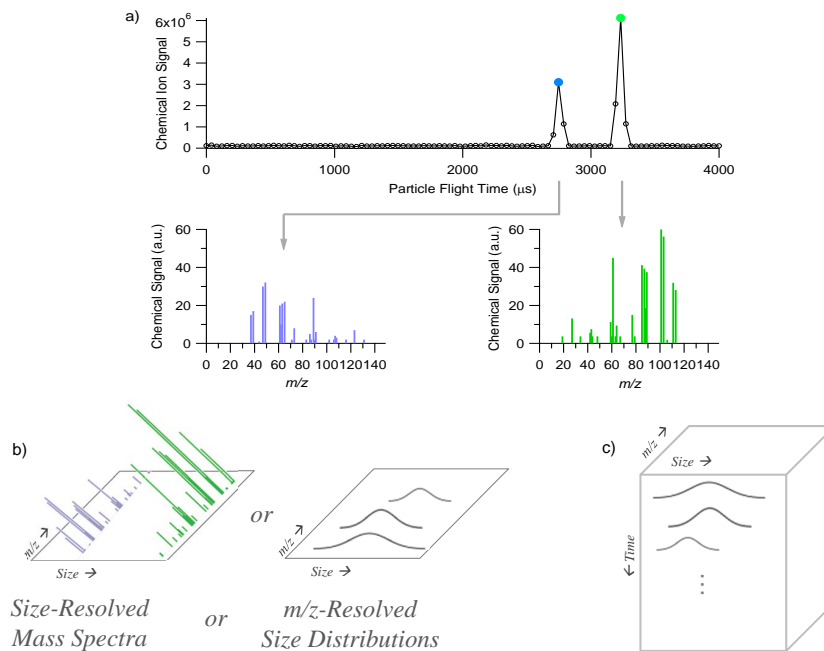 a)
6x10⁶
5
4
3
2
1
0
Chemical Ion Signal
0 1000 2000 3000 4000
Particle Flight Time (µs)
60
40
20
0
Chemical Signal (a.u.)
0 20 40 60 80 100 120 140
m/z
60
40
20
0
Chemical Signal (a.u.)
0 20 40 60 80 100 120 140
m/z
b)
m/z →
Size →
or
m/z →
Size →
Size-Resolved
Mass Spectra
or
m/z-Resolved
Size Distributions
c)
m/z →
Size →
← Time